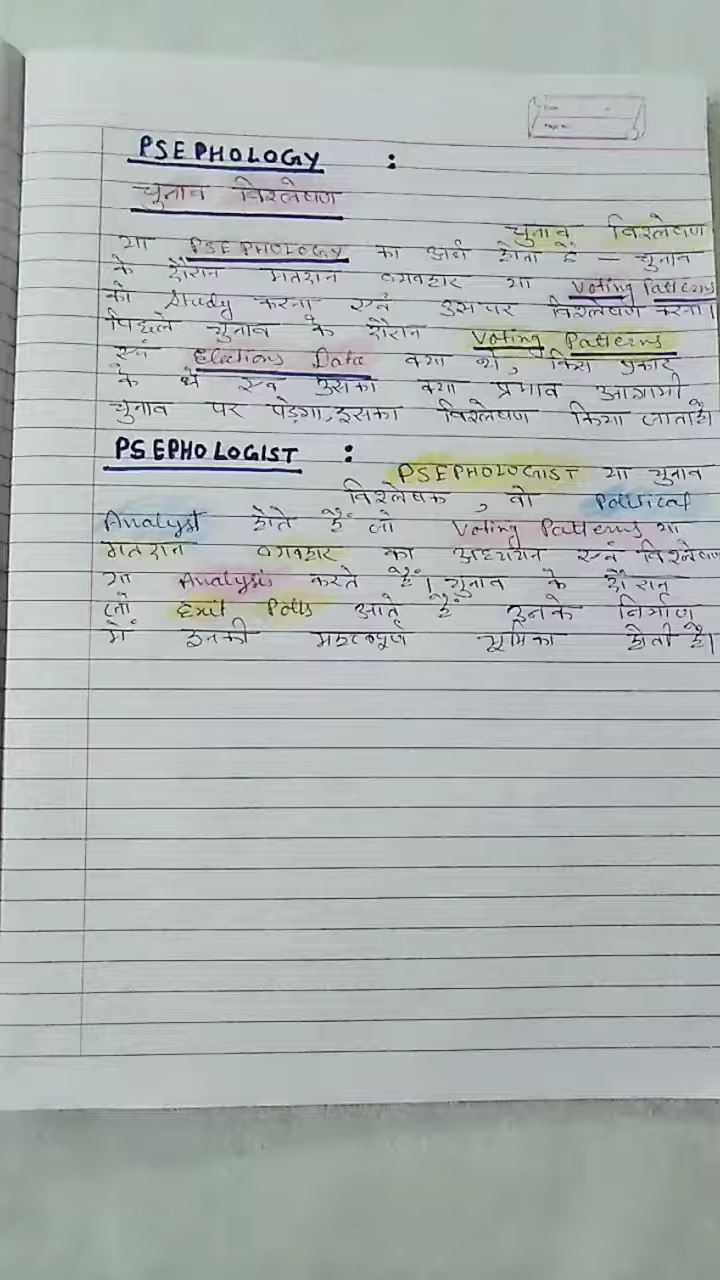 PSEPHOLOGY :
चुनाव विश्लेषण
चुनाव विश्लेषण
या PSEPHOLOGY का अर्थ होता है – चुनाव
के दौरान मतदान व्यवहार या Voting Patterns
को Study करना एवं उसपर विश्लेषण करना।
पिछले चुनाव के दौरान Voting Patterns
एवं Elections Data क्या थे, किस प्रकार
के थे एवं उसका क्या प्रभाव आगामी
चुनाव पर पड़ेगा, इसका विश्लेषण किया जाता है।
PSEPHOLOGIST :
PSEPHOLOGIST या चुनाव
विश्लेषक, वो Political
Analyst होते हैं जो Voting Patterns या
मतदान व्यवहार का अध्ययन एवं विश्लेषण
या Analysis करते हैं। चुनाव के दौरान
जो Exit Polls आते हैं उनके निर्माण
में इनकी महत्वपूर्ण भूमिका होती है।